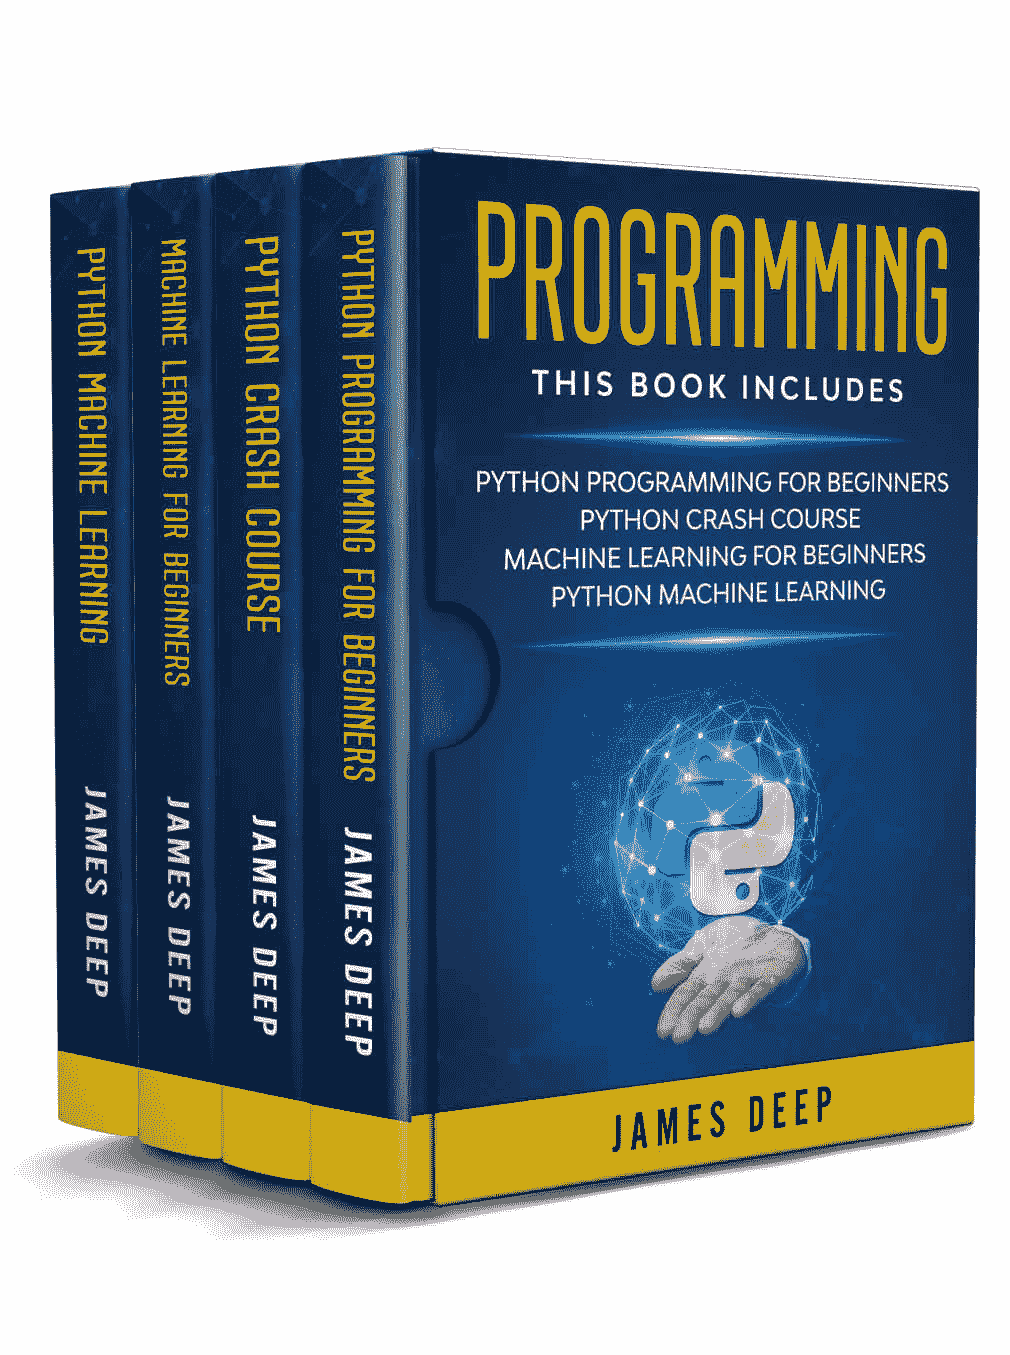 PYTHON MACHINE LEARNING
JAMES DEEP
MACHINE LEARNING FOR BEGINNERS
JAMES DEEP
PYTHON CRASH COURSE
JAMES DEEP
PYTHON PROGRAMMING FOR BEGINNERS
JAMES DEEP
PROGRAMMING
THIS BOOK INCLUDES
PYTHON PROGRAMMING FOR BEGINNERS
PYTHON CRASH COURSE
MACHINE LEARNING FOR BEGINNERS
PYTHON MACHINE LEARNING
JAMES DEEP